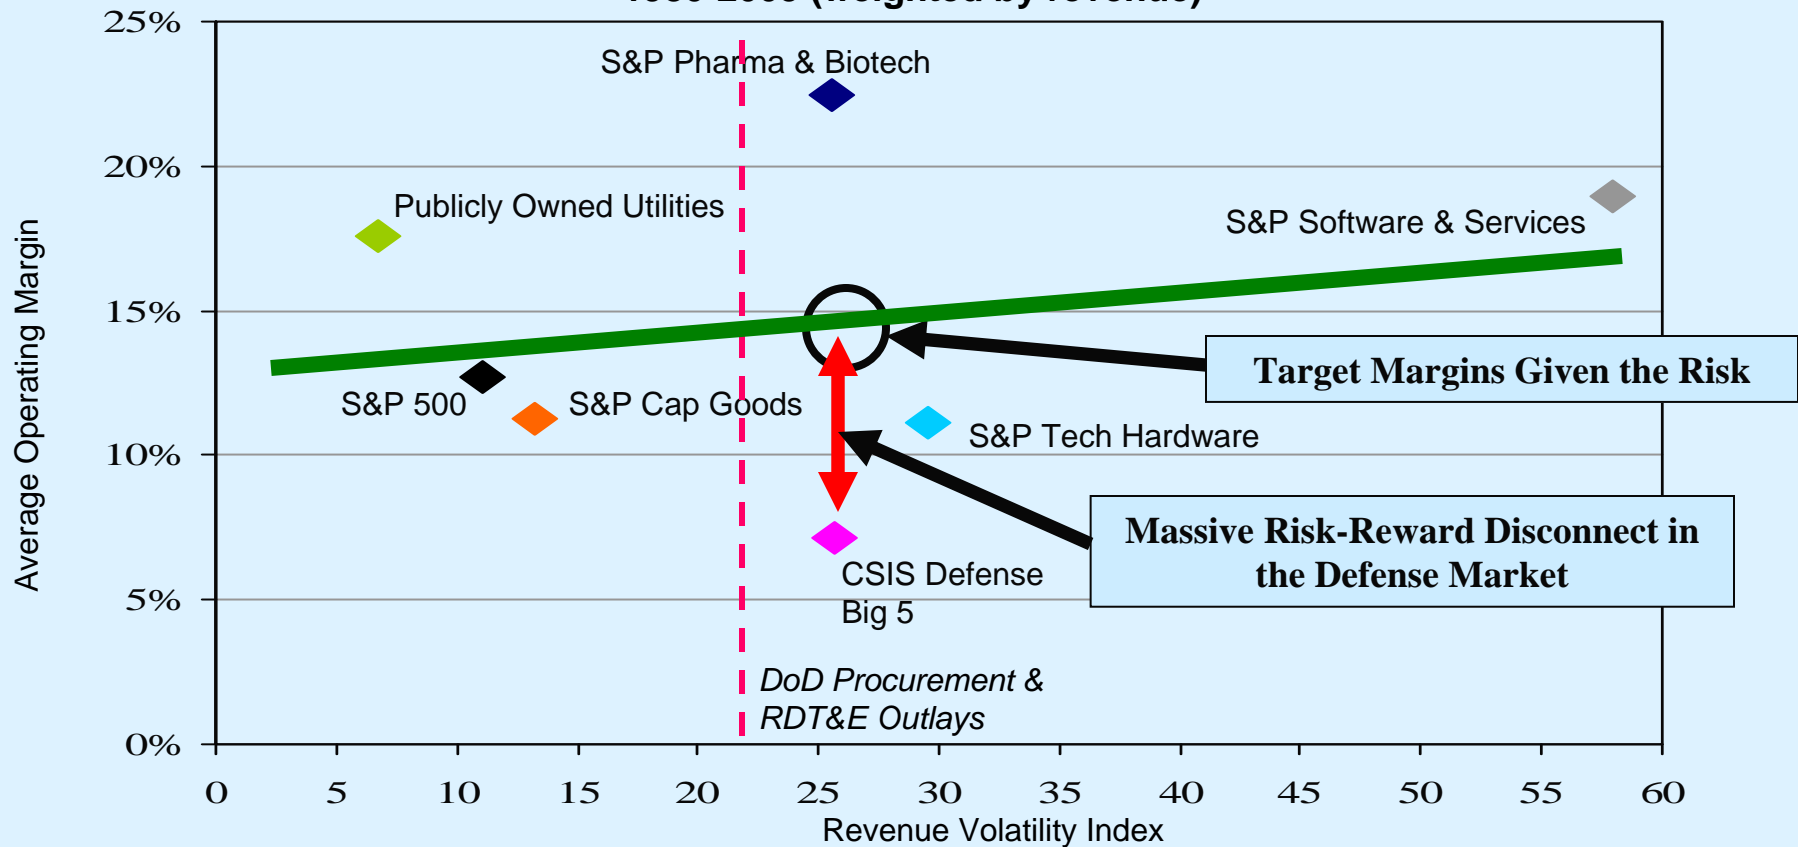 (weighted by revenue)
25%
20%
15%
10%
5%
0%
Average Operating Margin
S&P Pharma & Biotech
Publicly Owned Utilities
S&P Software & Services
Target Margins Given the Risk
S&P 500
S&P Cap Goods
S&P Tech Hardware
Massive Risk-Reward Disconnect in
the Defense Market
CSIS Defense
Big 5
DoD Procurement &
RDT&E Outlays
0 5 10 15 20 25 30 35 40 45 50 55 60
Revenue Volatility Index